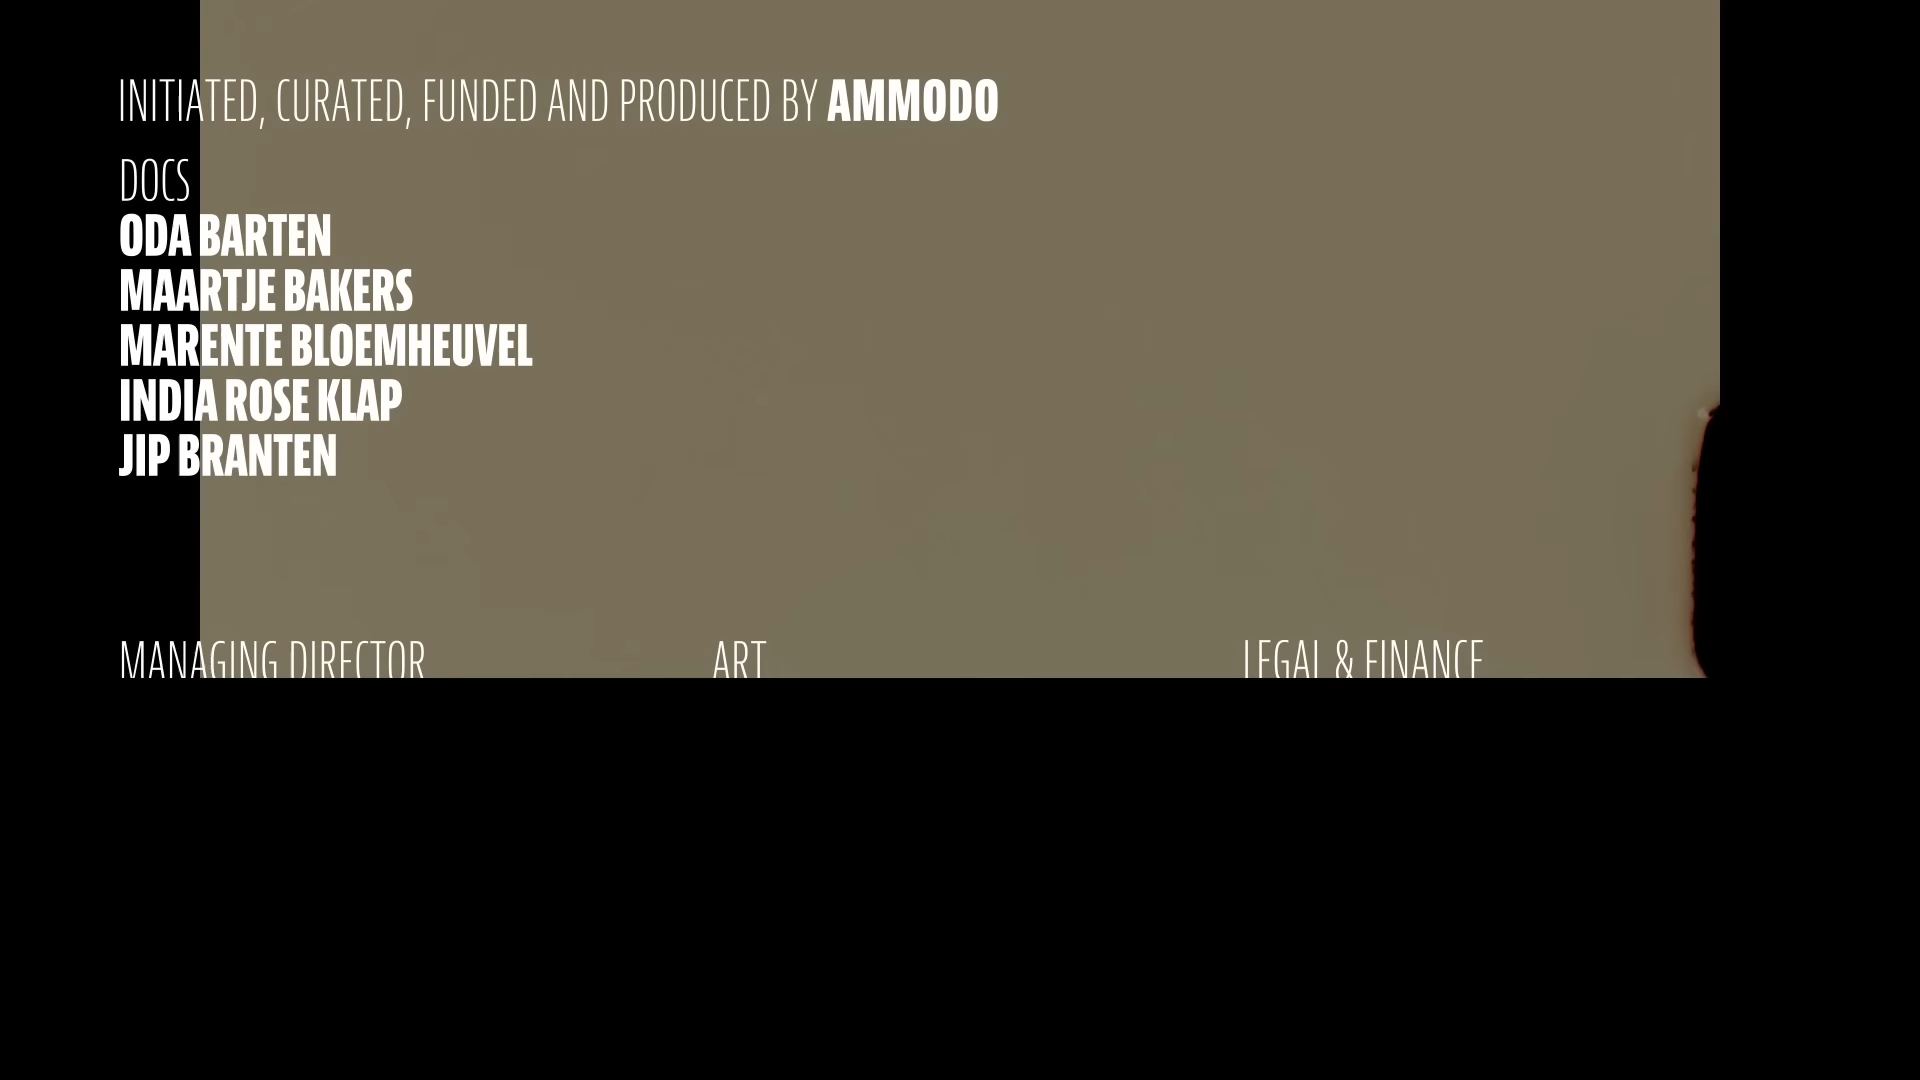 INITIATED, CURATED, FUNDED AND PRODUCED BY AMMODO
DOCS
ODA BARTEN
MAARTJE BAKERS
MARENTE BLOEMHEUVEL
INDIA ROSE KLAP
JIP BRANTEN
MANAGING DIRECTOR ART LEGAL & FINANCE